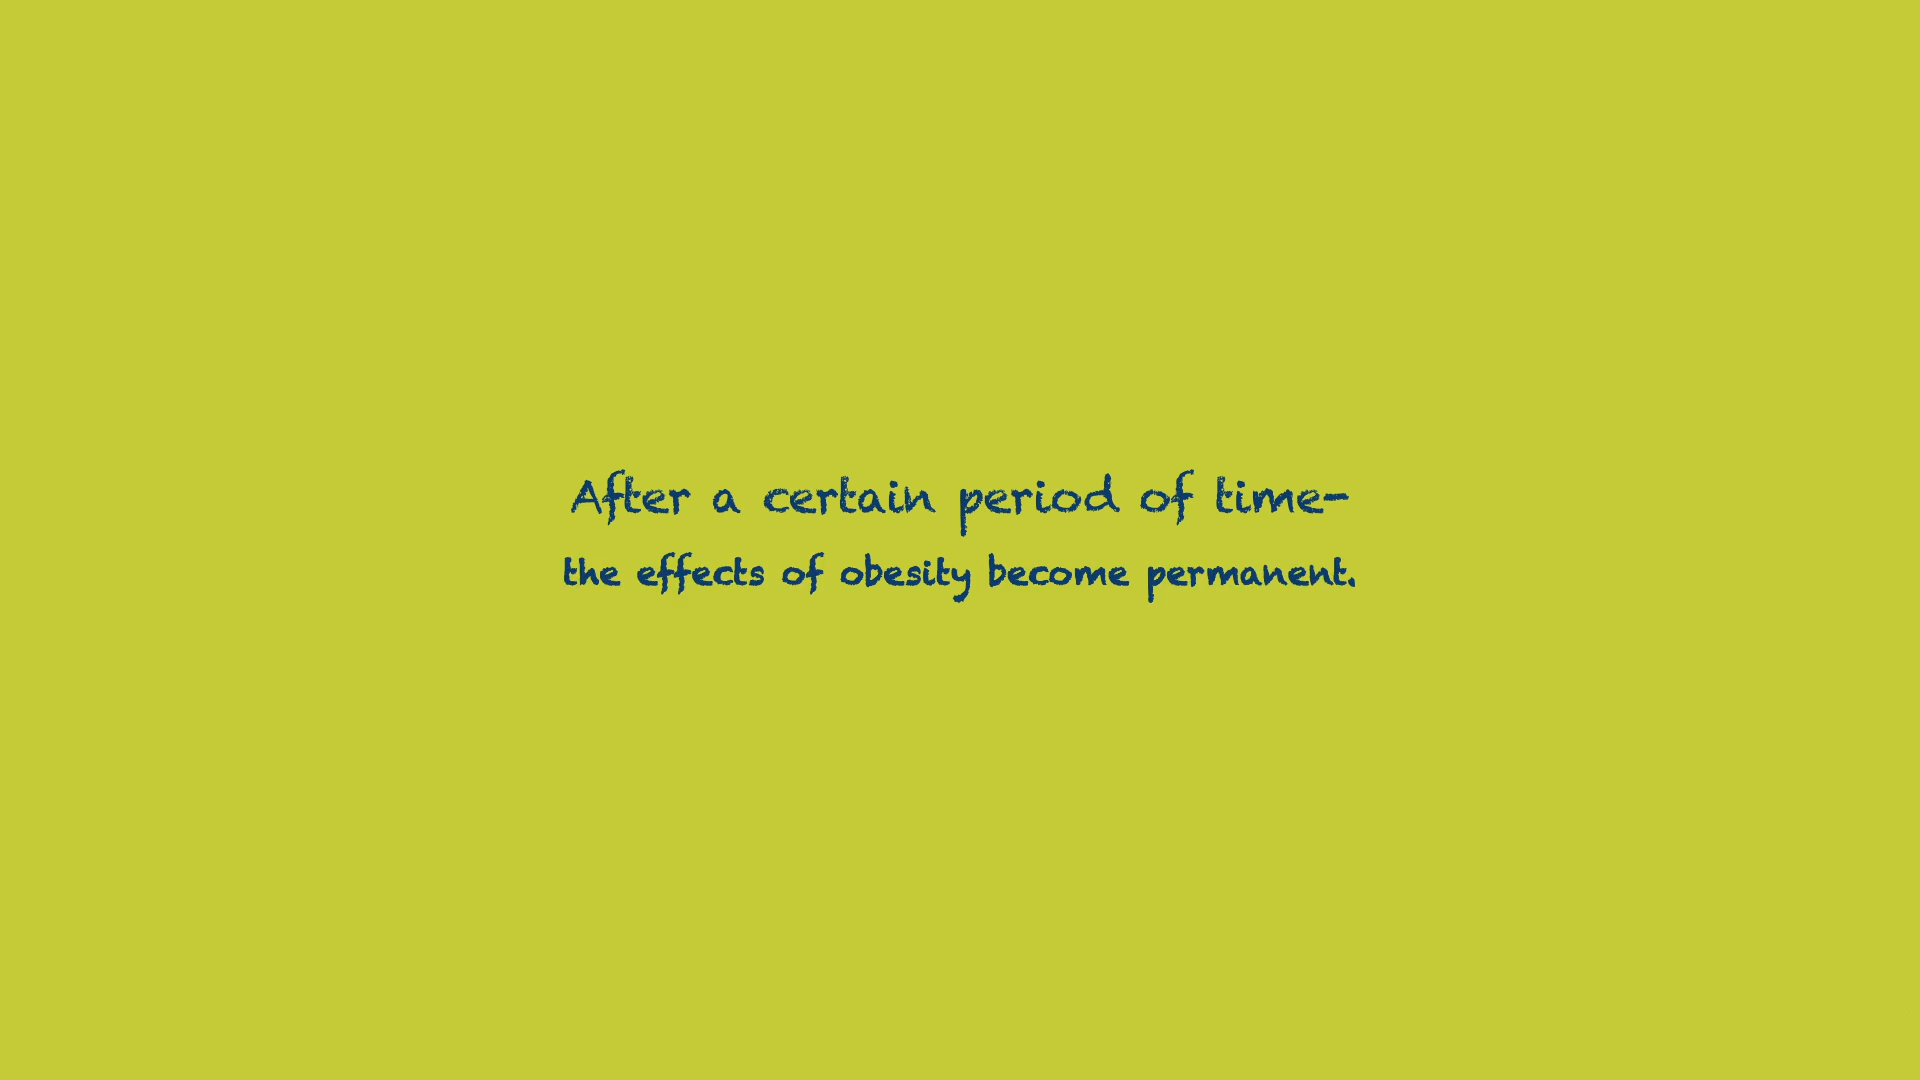 After a certain period of time-
the effects of obesity become permanent.